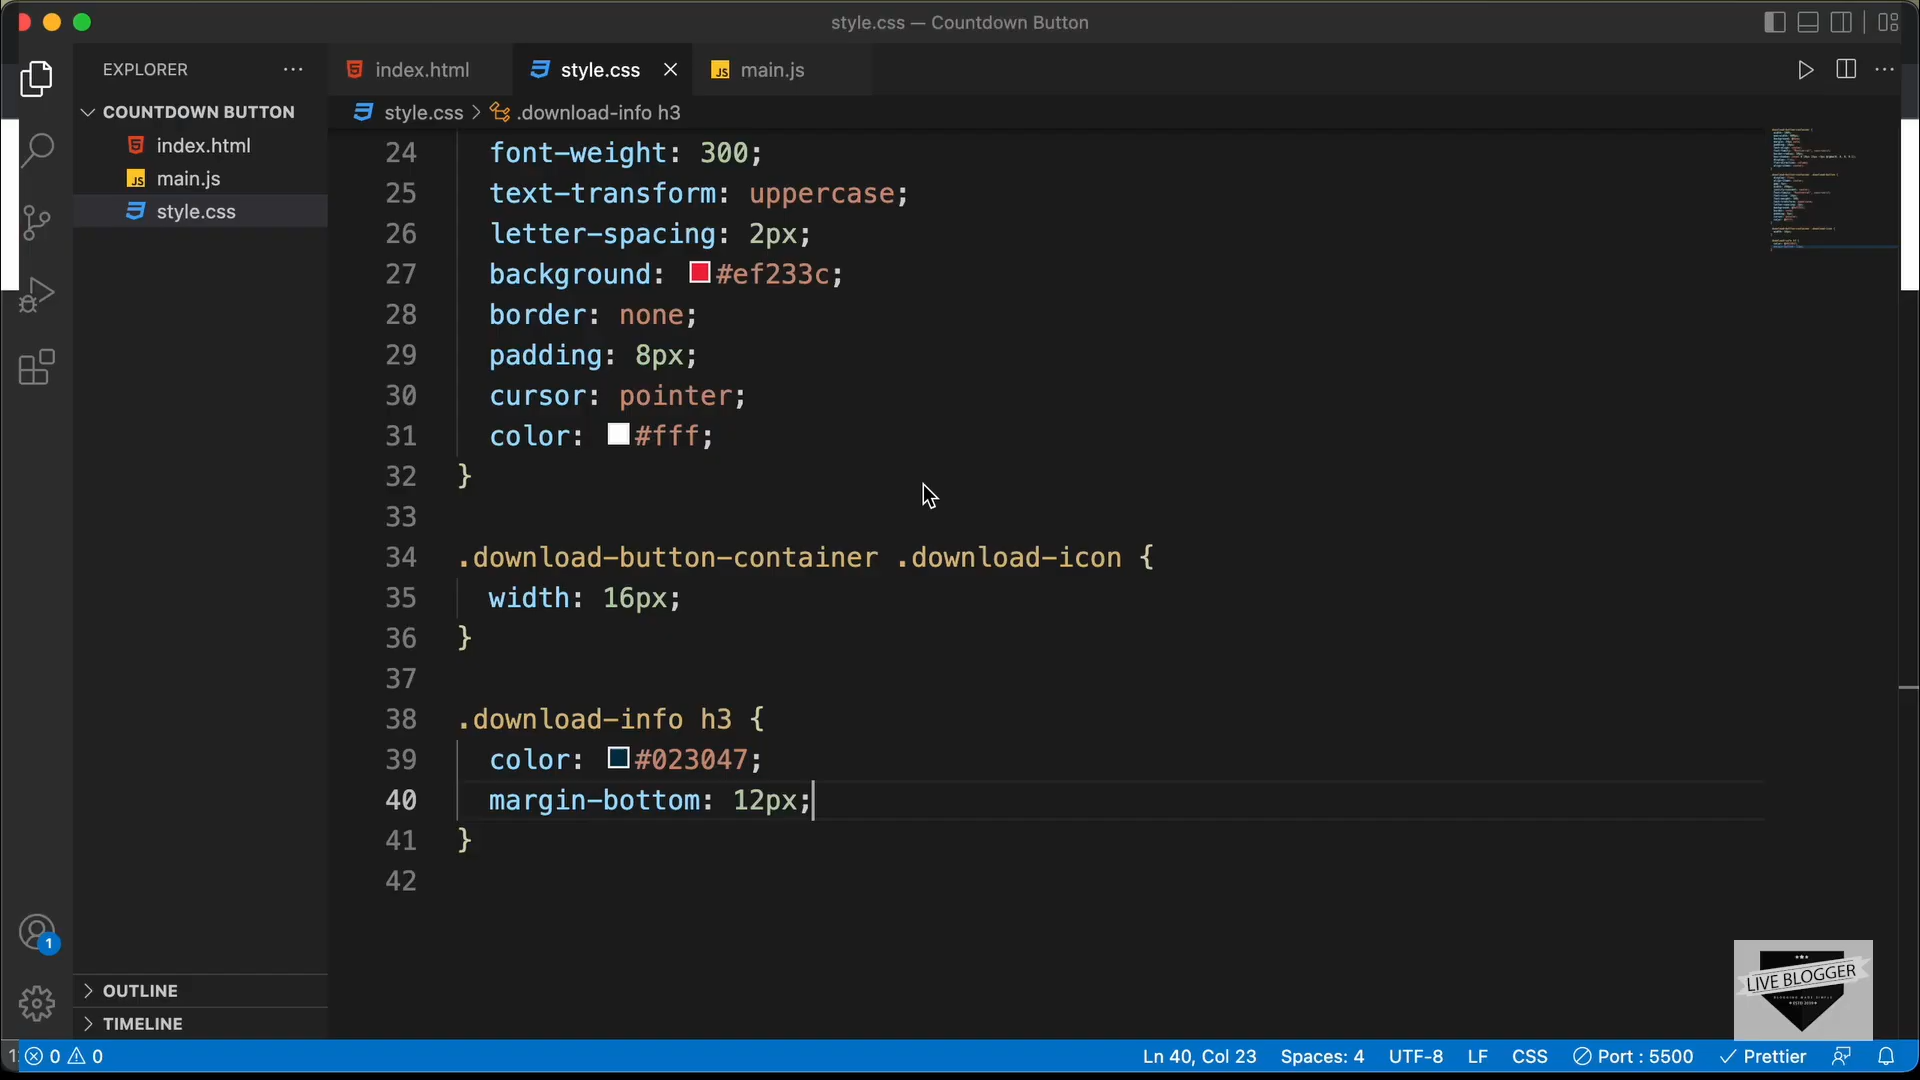 style.css — Countdown Button
EXPLORER
index.html
style.css
main.js
COUNTDOWN BUTTON
index.html
main.js
style.css
style.css > .download-info h3
24 font-weight: 300;
25 text-transform: uppercase;
26 letter-spacing: 2px;
27 background: #ef233c;
28 border: none;
29 padding: 8px;
30 cursor: pointer;
31 color: #fff;
32 }
33
34 .download-button-container .download-icon {
35 width: 16px;
36 }
37
38 .download-info h3 {
39 color: #023047;
40 margin-bottom: 12px;
41 }
42
1
OUTLINE
TIMELINE
LIVE BLOGGER
0 0
Ln 40, Col 23
Spaces: 4
UTF-8
LF
CSS
Port : 5500
Prettier